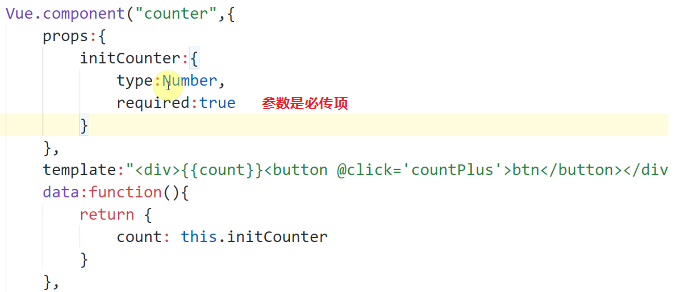 Vue.component("counter",{
    props:{
        initCounter:{
            type:Number,
            required:true   参数是必传项
        }
    },
    template:"<div>{{count}}<button @click='countPlus'>btn</button></div
    data:function(){
        return {
            count: this.initCounter
        }
    },